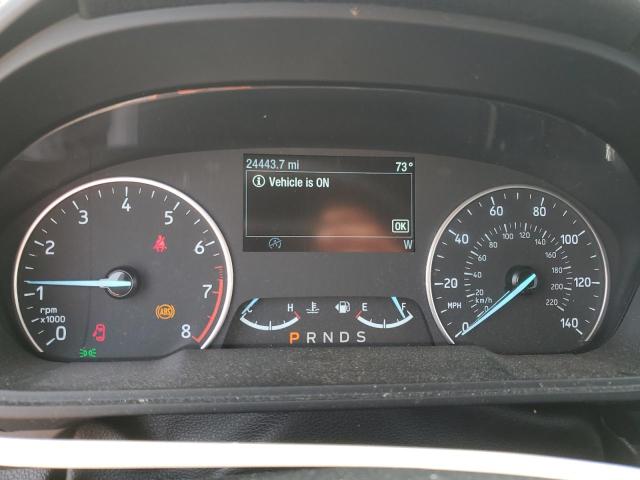 24443.7 mi 73°
Vehicle is ON
OK
W
0 1 2 3 4 5 6 7 8
rpm
x1000
ABS
C H
E F
P R N D S
0 20 40 60 80 100 120 140
MPH
0 20 40 60 80 100 120 140 160 180 200 220
km/h